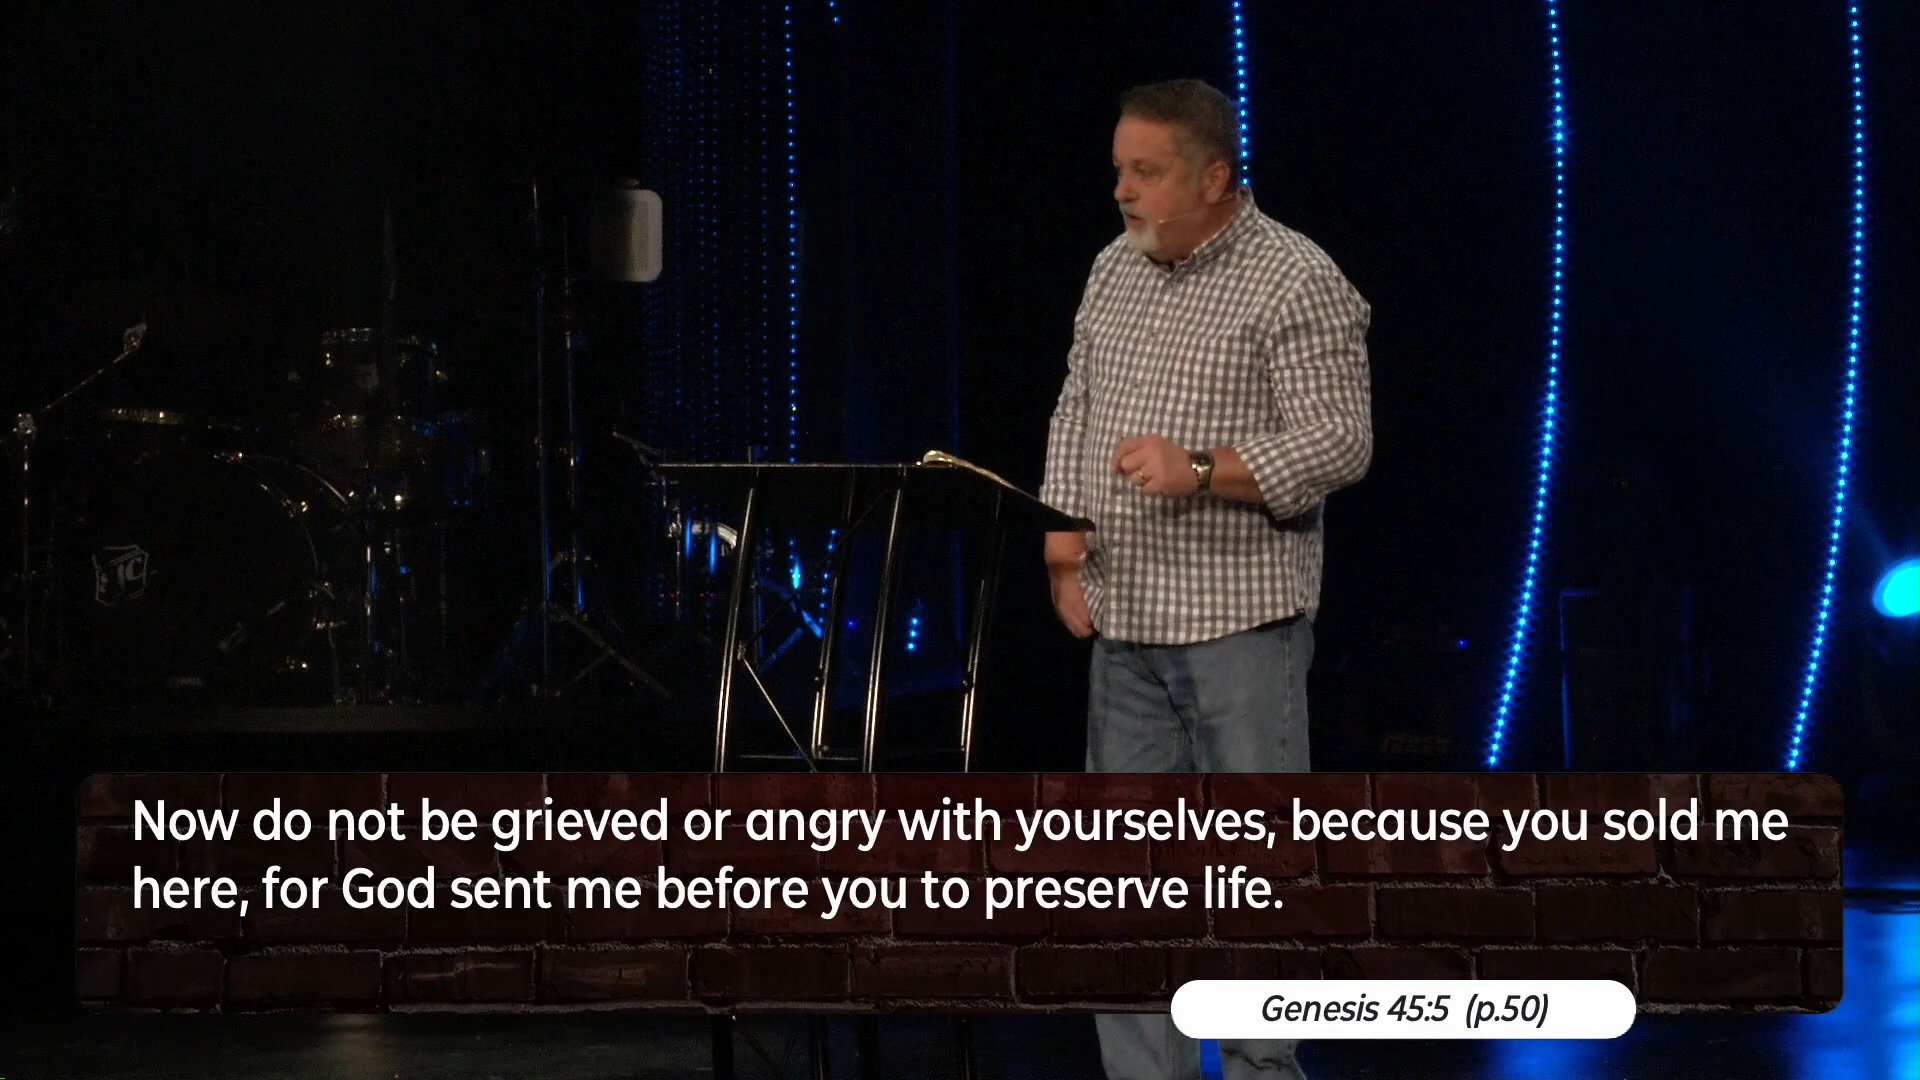 JC
Now do not be grieved or angry with yourselves, because you sold me
here, for God sent me before you to preserve life.
Genesis 45:5 (p.50)